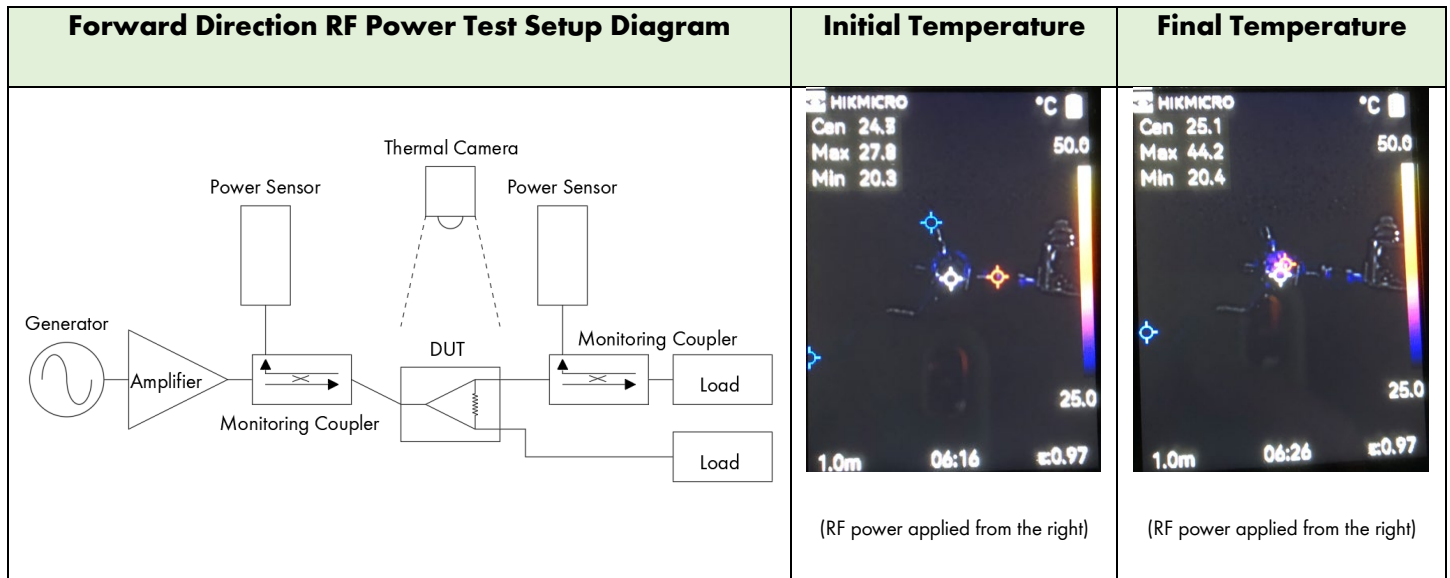 Forward Direction RF Power Test Setup Diagram
Initial Temperature
Final Temperature
Thermal Camera
Power Sensor
Power Sensor
Generator
Amplifier
Monitoring Coupler
DUT
Monitoring Coupler
Load
Load
HIKMICRO
°C
Cen 24.3
Max 27.8
Min 20.3
50.0
25.0
1.0m 06:16 ε:0.97
(RF power applied from the right)
HIKMICRO
°C
Cen 25.1
Max 44.2
Min 20.4
50.0
25.0
1.0m 06:26 ε:0.97
(RF power applied from the right)